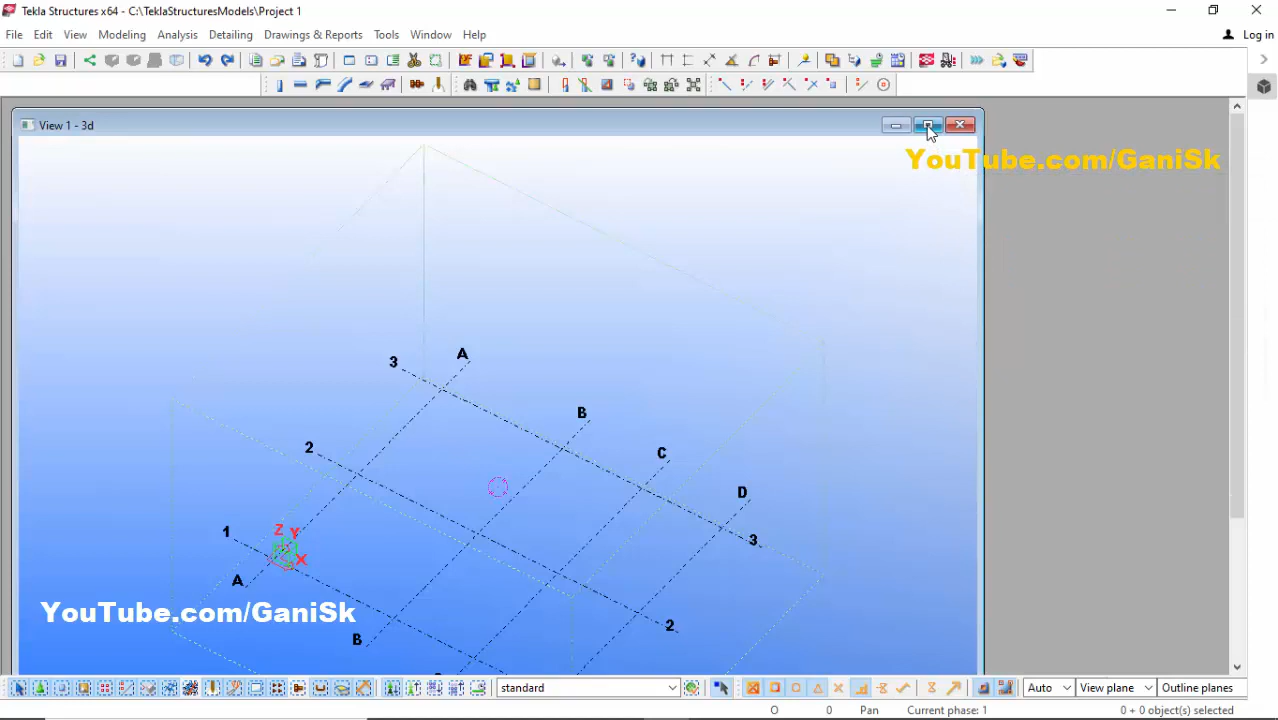 Tekla Structures x64 - C:\TeklaStructuresModels\Project 1
File Edit View Modeling Analysis Detailing Drawings & Reports Tools Window Help
Log in
View 1 - 3d
YouTube.com/GaniSk
A
3
B
2
C
D
1
Z
Y
3
X
A
YouTube.com/GaniSk
2
B
standard
Auto
View plane
Outline planes
O 0 Pan Current phase: 1 0 + 0 object(s) selected